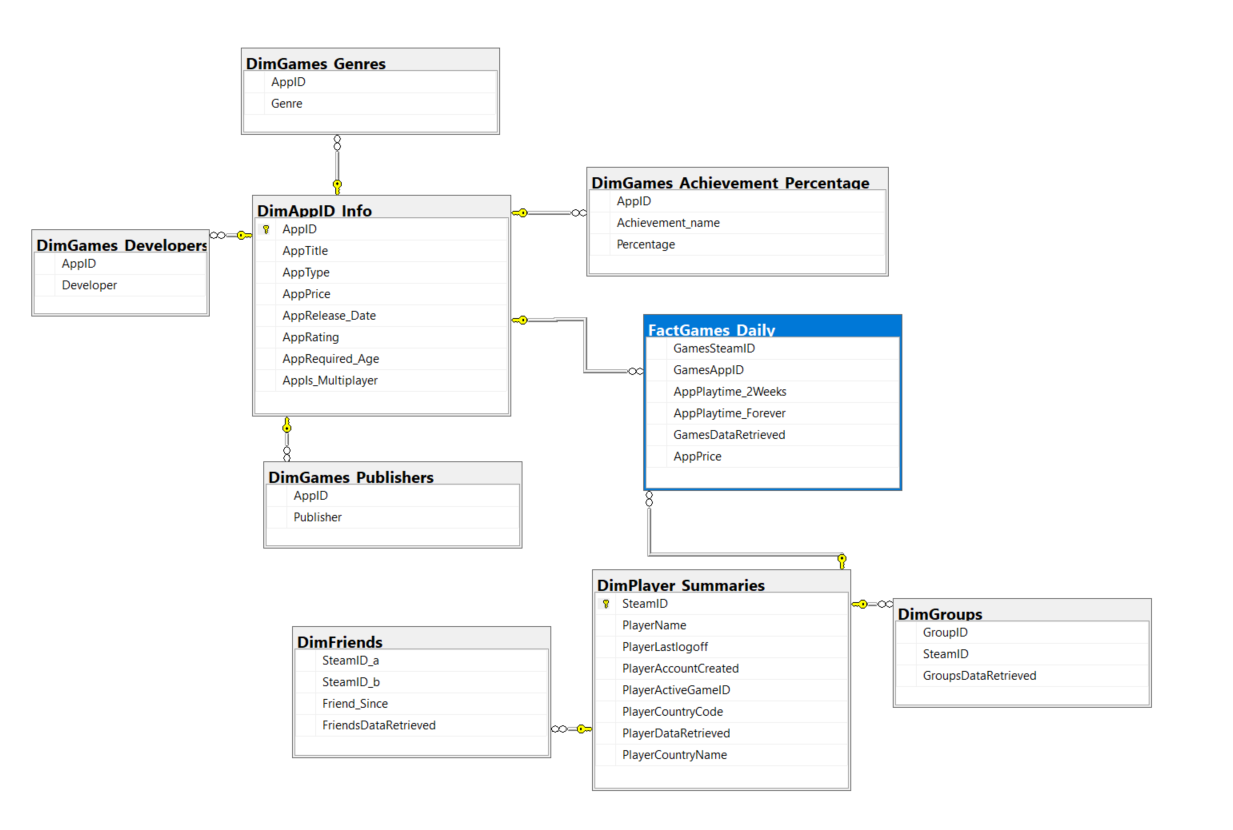 DimGames_Genres
AppID
Genre
DimGames_Achievement_Percentage
AppID
Achievement_name
Percentage
DimAppID_Info
AppID
AppTitle
AppType
AppPrice
AppRelease_Date
AppRating
AppRequired_Age
AppIs_Multiplayer
DimGames_Developers
AppID
Developer
FactGames_Daily
GamesSteamID
GamesAppID
AppPlaytime_2Weeks
AppPlaytime_Forever
GamesDataRetrieved
AppPrice
DimGames_Publishers
AppID
Publisher
DimPlayer_Summaries
SteamID
PlayerName
PlayerLastlogoff
PlayerAccountCreated
PlayerActiveGameID
PlayerCountryCode
PlayerDataRetrieved
PlayerCountryName
DimGroups
GroupID
SteamID
GroupsDataRetrieved
DimFriends
SteamID_a
SteamID_b
Friend_Since
FriendsDataRetrieved